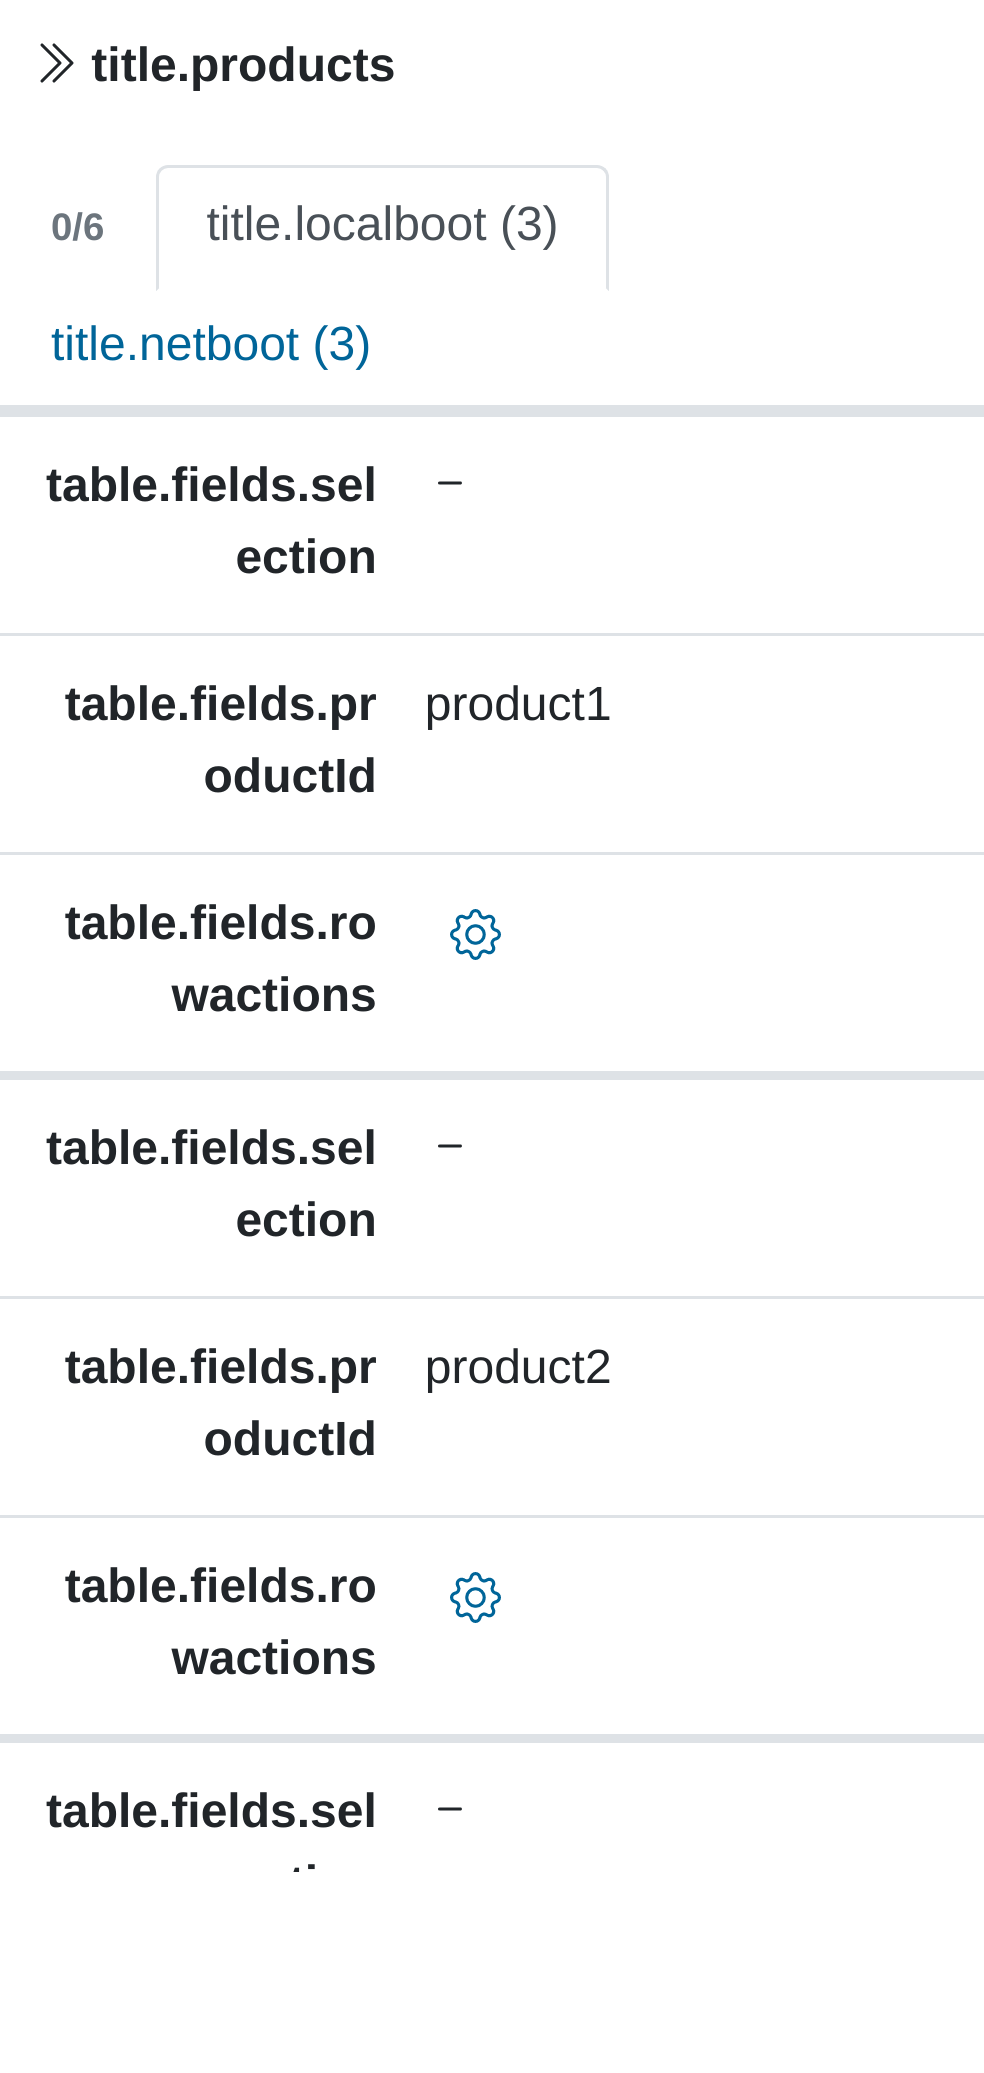 title.products
0/6 title.localboot (3)
title.netboot (3)
table.fields.sel –
ection
table.fields.pr product1
oductId
table.fields.ro
wactions
table.fields.sel –
ection
table.fields.pr product2
oductId
table.fields.ro
wactions
table.fields.sel –